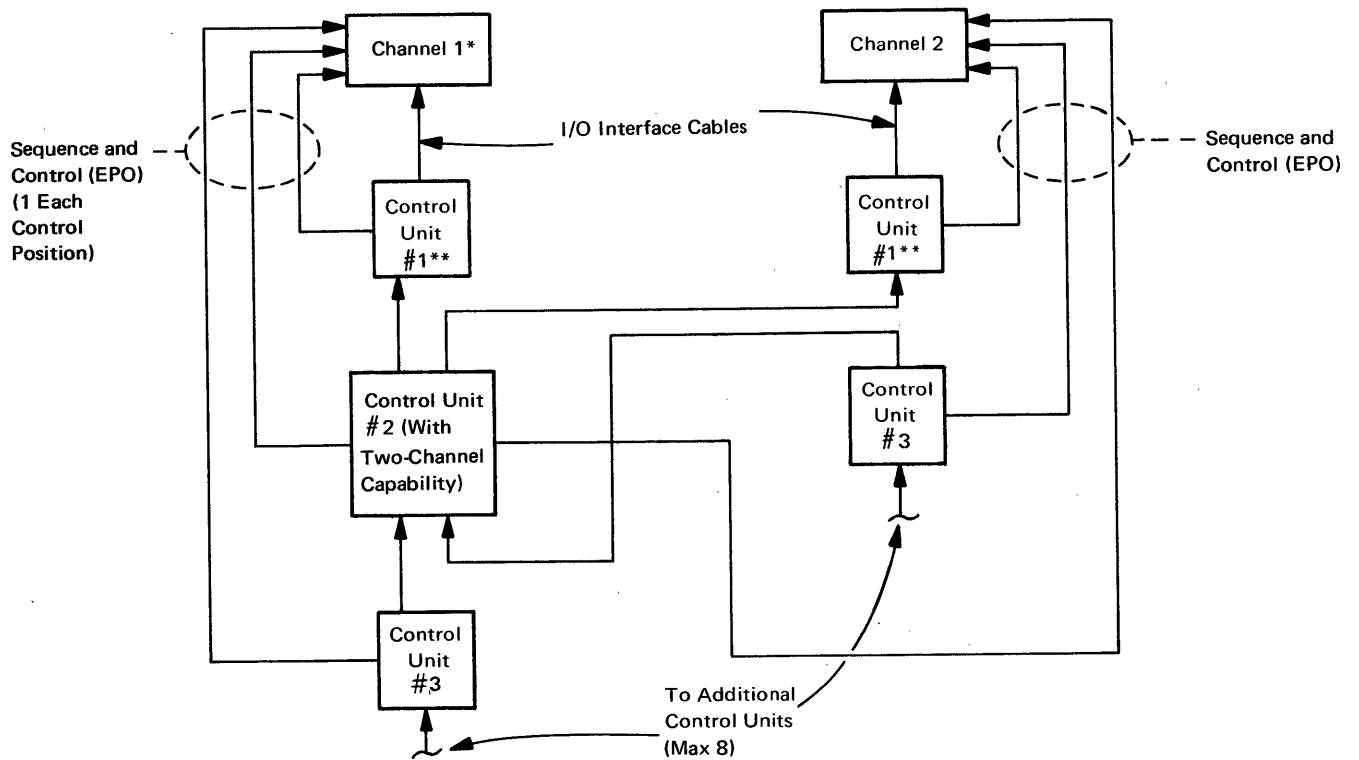 Channel 1*
Channel 2
I/O Interface Cables
Sequence and
Control (EPO)
(1 Each
Control
Position)
Sequence and
Control (EPO)
Control
Unit
#1**
Control
Unit
#1**
Control Unit
#2 (With
Two-Channel
Capability)
Control
Unit
#3
Control
Unit
#3
To Additional
Control Units
(Max 8)